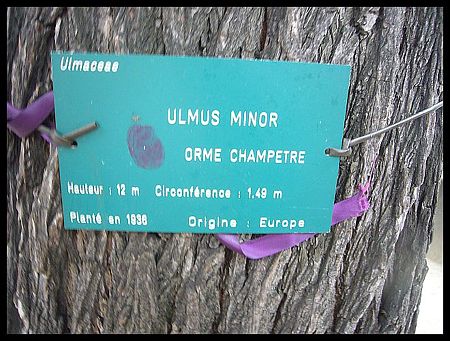 Ulmaceae
ULMUS MINOR
ORME CHAMPETRE
Hauteur : 12 m Circonférence : 1,49 m
Planté en 1936 Origine : Europe